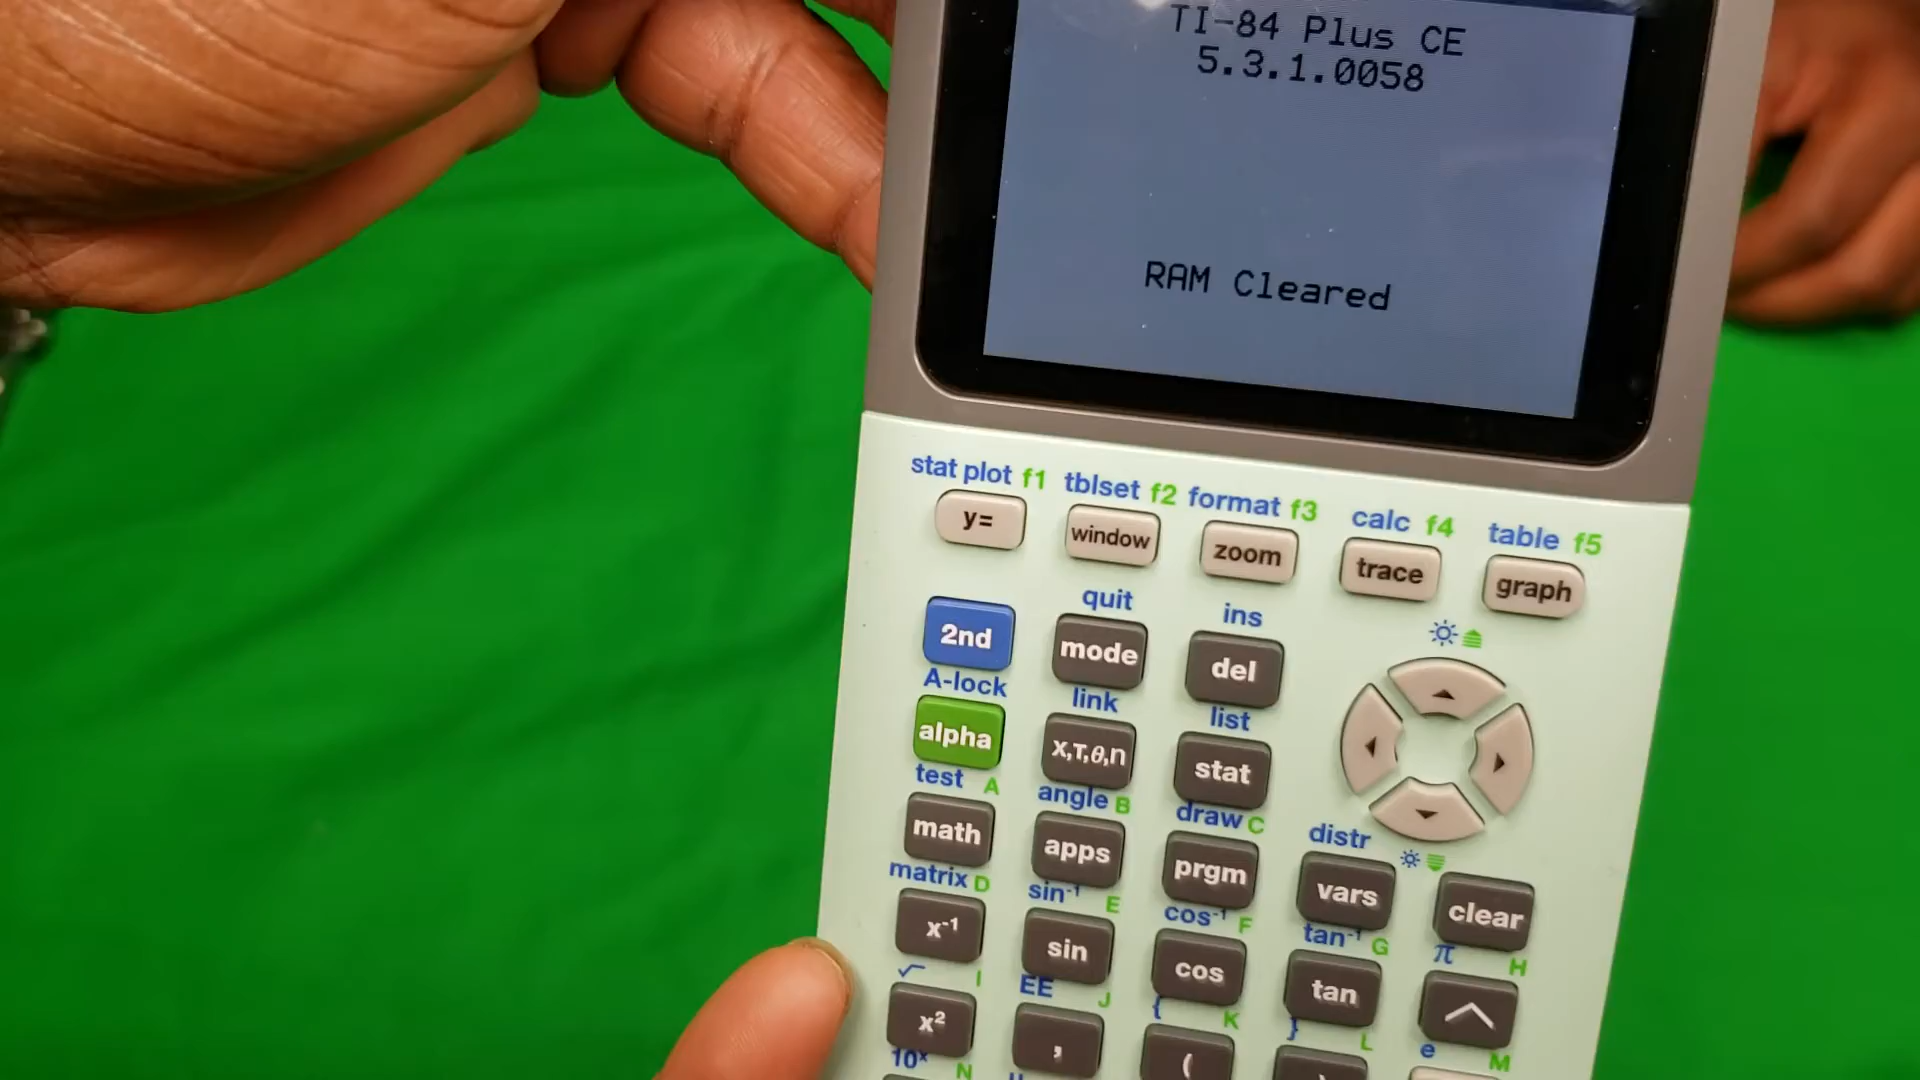 TI-84 Plus CE
5.3.1.0058
RAM Cleared
stat plot f1 tblset f2 format f3 calc f4 table f5
y= window zoom trace graph
quit ins
2nd mode del
A-lock link list
alpha X,T,θ,n stat
test A angle B draw C distr
math apps prgm vars clear
matrix D sin⁻¹ E cos⁻¹ F tan⁻¹ G π H
x⁻¹ sin cos tan ^
√ I EE J { K } L e M
x² , ( )
10ˣ N